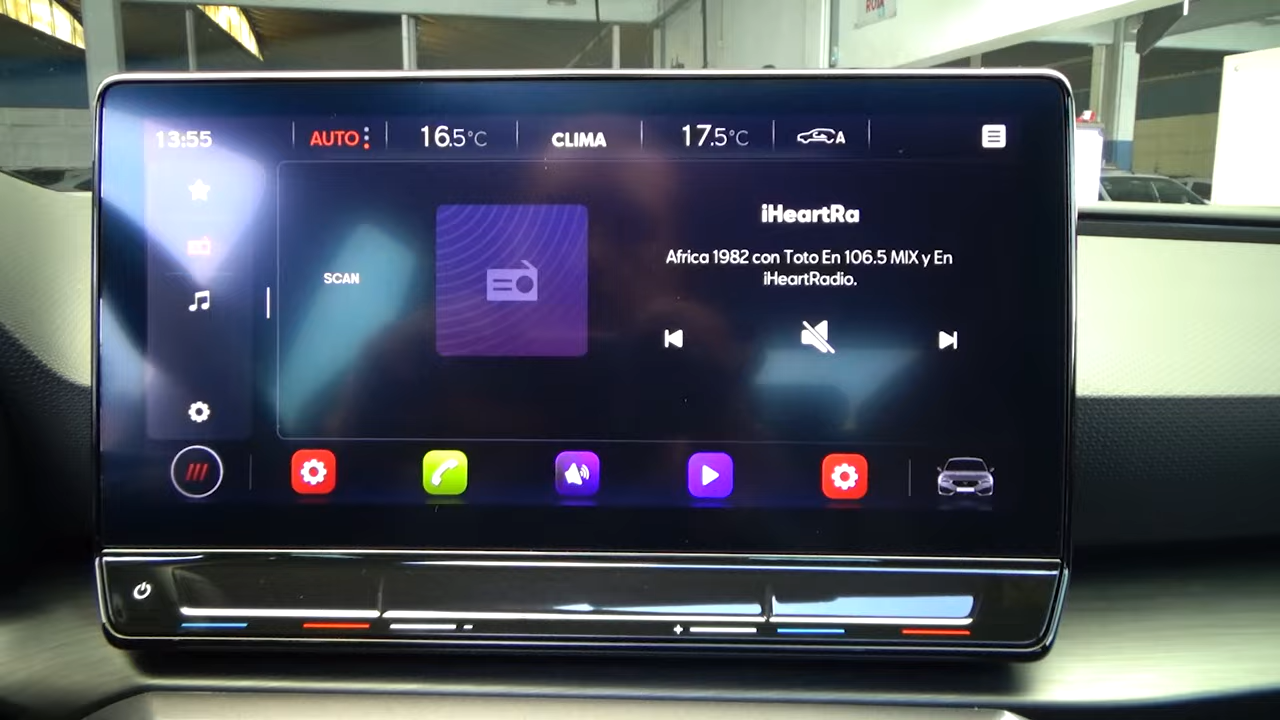 13:55
AUTO
16.5°C
CLIMA
17.5°C
A
iHeartRa
Africa 1982 con Toto En 106.5 MIX y En
iHeartRadio.
SCAN
- +